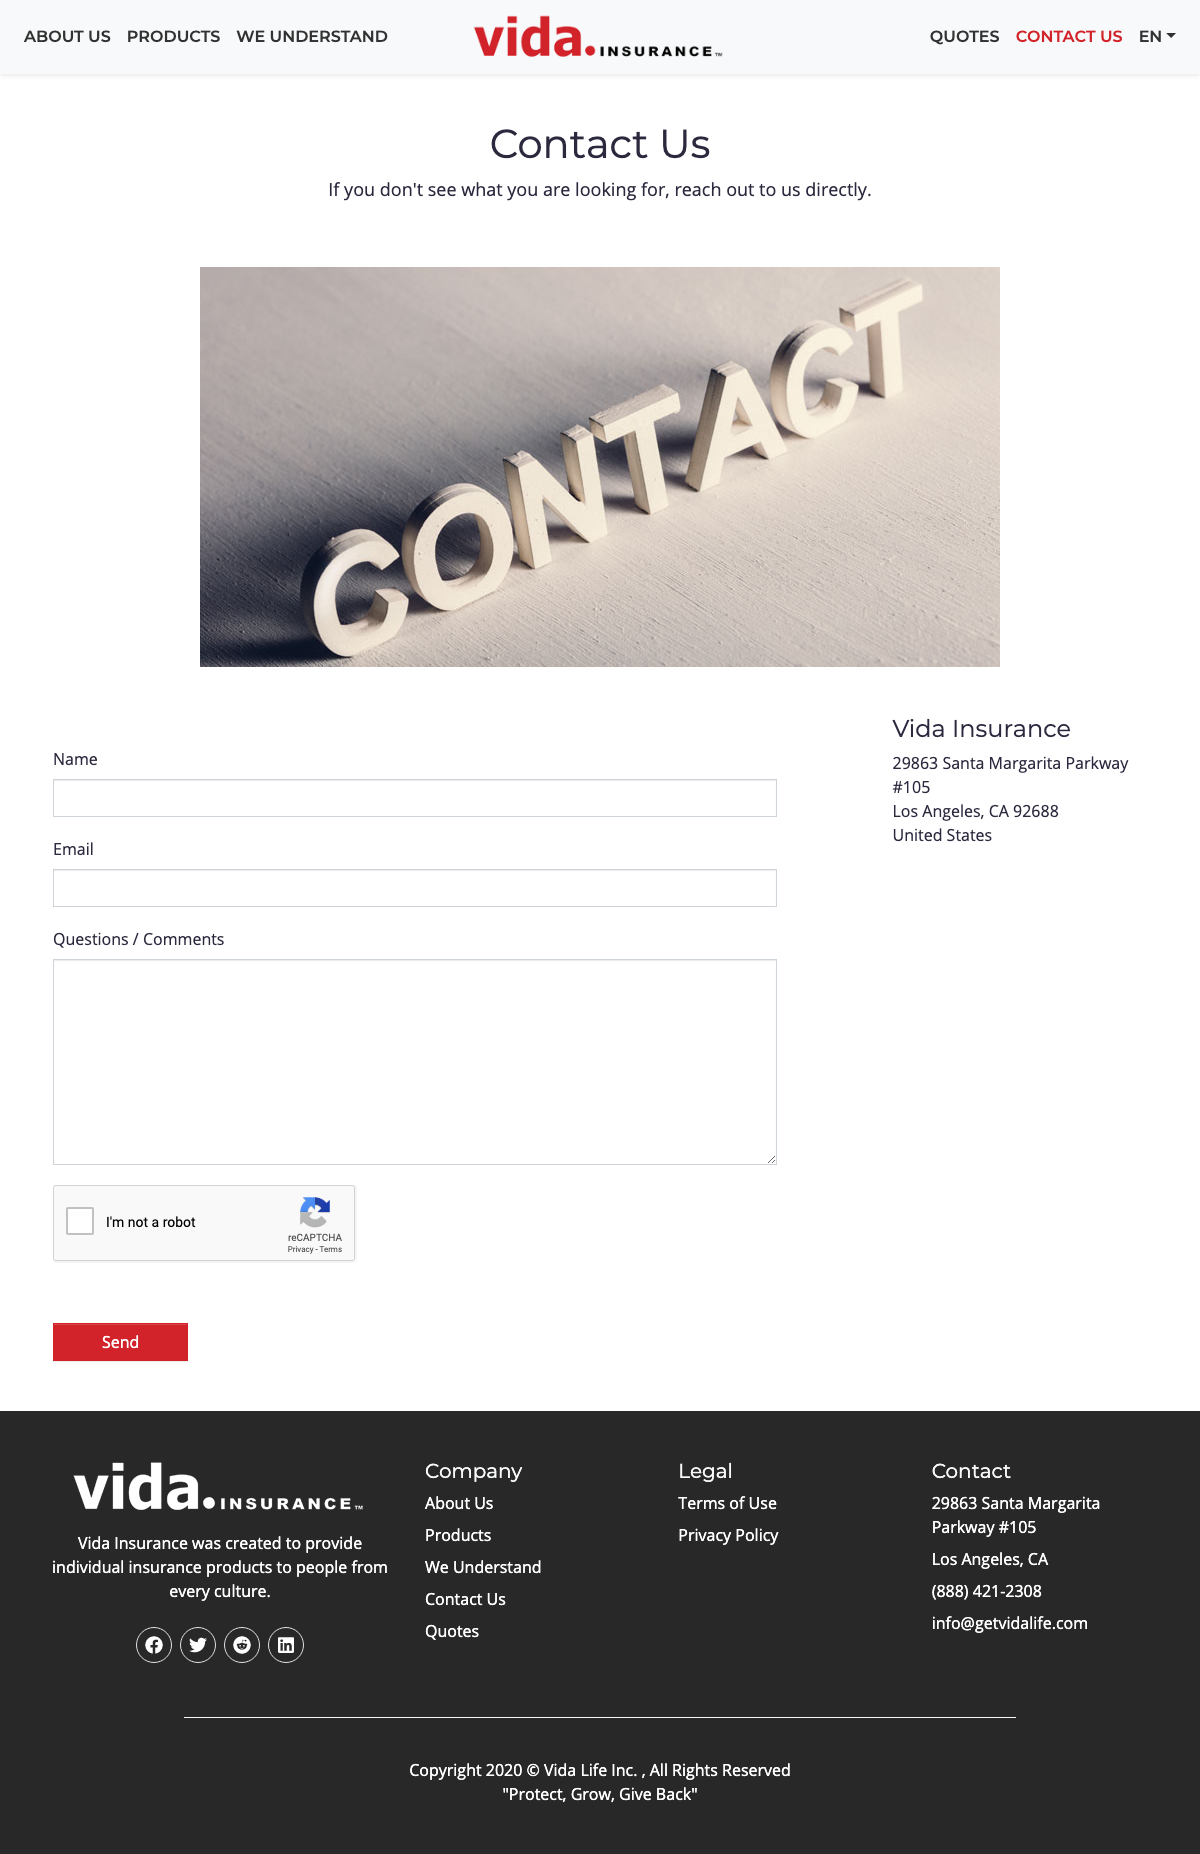 ABOUT US PRODUCTS WE UNDERSTAND
vida.INSURANCE™
QUOTES CONTACT US EN
Contact Us
If you don't see what you are looking for, reach out to us directly.
CONTACT
Vida Insurance
29863 Santa Margarita Parkway
#105
Los Angeles, CA 92688
United States
Name
Email
Questions / Comments
I'm not a robot
reCAPTCHA
Privacy - Terms
Send
vida.INSURANCE™
Vida Insurance was created to provide
individual insurance products to people from
every culture.
Company
About Us
Products
We Understand
Contact Us
Quotes
Legal
Terms of Use
Privacy Policy
Contact
29863 Santa Margarita
Parkway #105
Los Angeles, CA
(888) 421-2308
info@getvidalife.com
Copyright 2020 © Vida Life Inc. , All Rights Reserved
"Protect, Grow, Give Back"